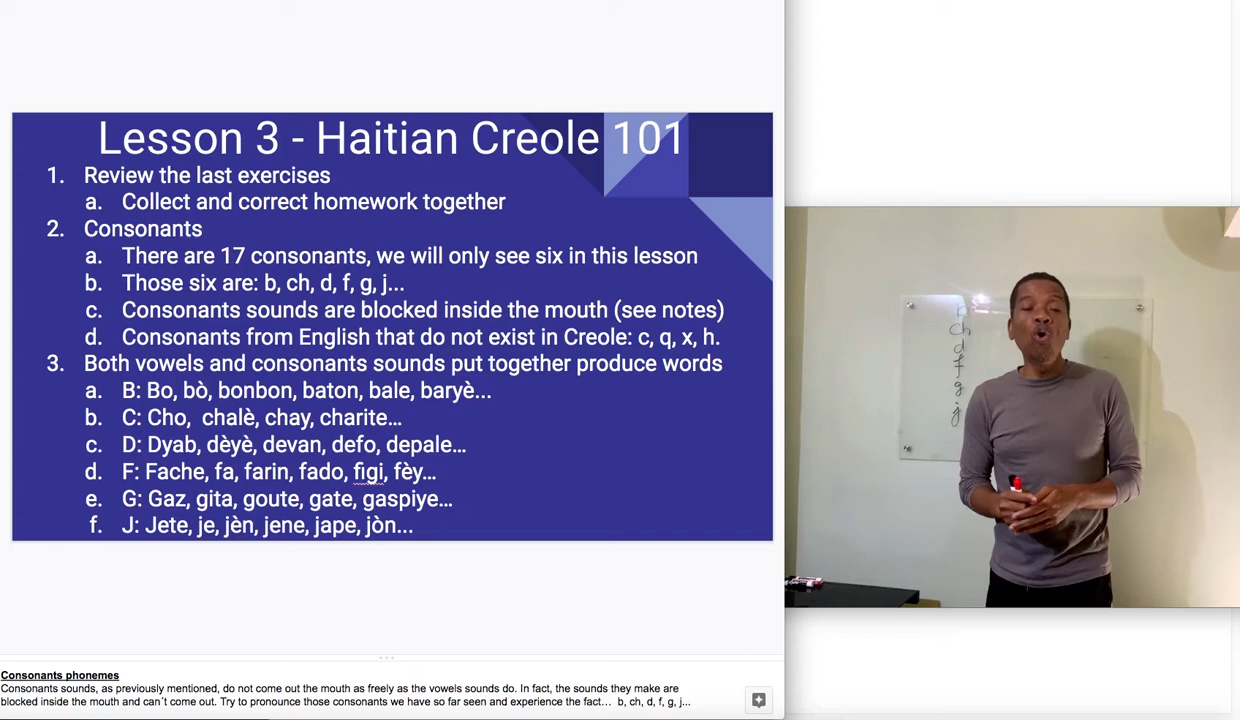 Lesson 3 - Haitian Creole 101
1. Review the last exercises
a. Collect and correct homework together
2. Consonants
a. There are 17 consonants, we will only see six in this lesson
b. Those six are: b, ch, d, f, g, j...
c. Consonants sounds are blocked inside the mouth (see notes)
d. Consonants from English that do not exist in Creole: c, q, x, h.
3. Both vowels and consonants sounds put together produce words
a. B: Bo, bò, bonbon, baton, bale, baryè...
b. C: Cho, chalè, chay, charite...
c. D: Dyab, dèyè, devan, defo, depale...
d. F: Fache, fa, farin, fado, figi, fèy...
e. G: Gaz, gita, goute, gate, gaspiye...
f. J: Jete, je, jèn, jene, jape, jòn...
b
ch
d
f
g
j
Consonants phonemes
Consonants sounds, as previously mentioned, do not come out the mouth as freely as the vowels sounds do. In fact, the sounds they make are
blocked inside the mouth and can´t come out. Try to pronounce those consonants we have so far seen and experience the fact... b, ch, d, f, g, j...